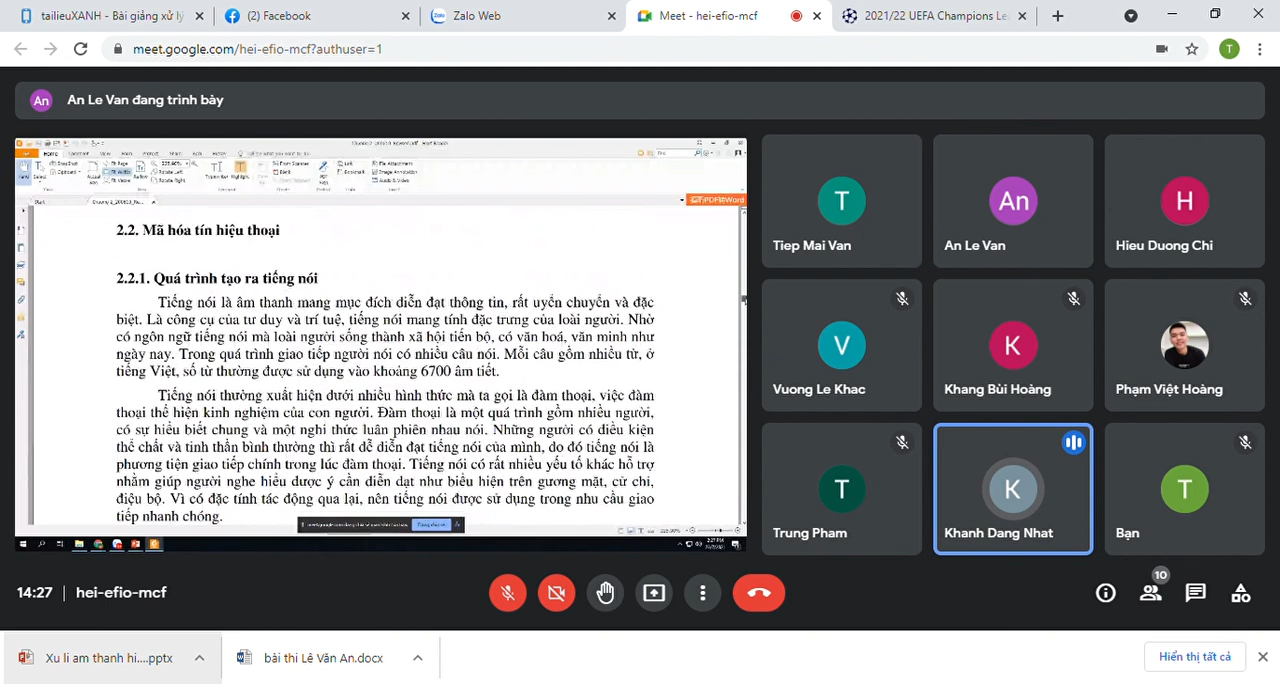 tailieuXANH - Bài giảng xử lý
(2) Facebook
Zalo Web
Meet - hei-efio-mcf
2021/22 UEFA Champions Le
meet.google.com/hei-efio-mcf?authuser=1
T
An
An Le Van đang trình bày
Home
2.2. Mã hóa tín hiệu thoại
2.2.1. Quá trình tạo ra tiếng nói
Tiếng nói là âm thanh mang mục đích diễn đạt thông tin, rất uyển chuyển và đặc
biệt. Là công cụ của tư duy và trí tuệ, tiếng nói mang tính đặc trưng của loài người. Nhờ
có ngôn ngữ tiếng nói mà loài người sống thành xã hội tiến bộ, có văn hoá, văn minh như
ngày nay. Trong quá trình giao tiếp người nói có nhiều câu nói. Mỗi câu gồm nhiều từ, ở
tiếng Việt, số từ thường được sử dụng vào khoảng 6700 âm tiết.
Tiếng nói thường xuất hiện dưới nhiều hình thức mà ta gọi là đàm thoại, việc đàm
thoại thể hiện kinh nghiệm của con người. Đàm thoại là một quá trình gồm nhiều người,
có sự hiểu biết chung và một nghi thức luân phiên nhau nói. Những người có điều kiện
thể chất và tinh thần bình thường thì rất dễ diễn đạt tiếng nói của mình, do đó tiếng nói là
phương tiện giao tiếp chính trong lúc đàm thoại. Tiếng nói có rất nhiều yếu tố khác hỗ trợ
nhằm giúp người nghe hiểu được ý cần diễn đạt như biểu hiện trên gương mặt, cử chỉ,
điệu bộ. Vì có đặc tính tác động qua lại, nên tiếng nói được sử dụng trong nhu cầu giao
tiếp nhanh chóng.
T
Tiep Mai Van
An
An Le Van
H
Hieu Duong Chi
V
Vuong Le Khac
K
Khang Bùi Hoàng
Phạm Việt Hoàng
T
Trung Pham
K
Khanh Dang Nhat
T
Bạn
14:27 | hei-efio-mcf
10
Xu li am thanh hi....pptx
bài thi Lê Văn An.docx
Hiển thị tất cả